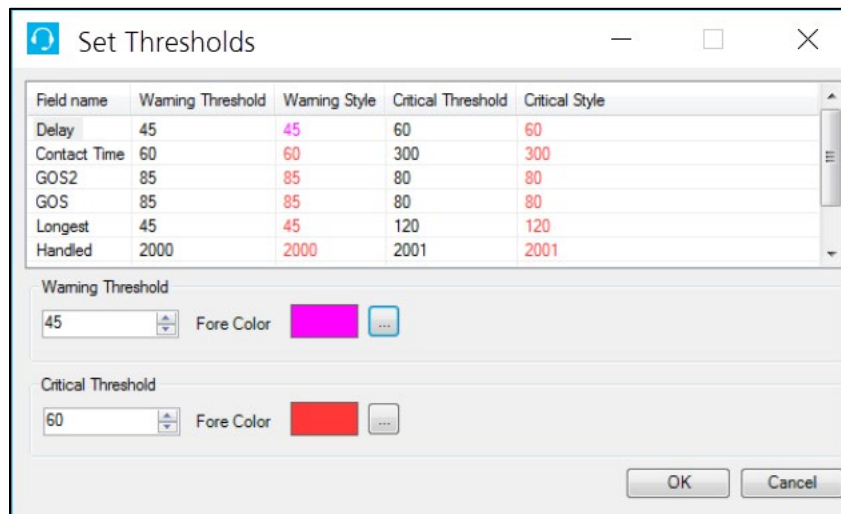 Set Thresholds
Field name Warning Threshold Warning Style Critical Threshold Critical Style
Delay 45 45 60 60
Contact Time 60 60 300 300
GOS2 85 85 80 80
GOS 85 85 80 80
Longest 45 45 120 120
Handled 2000 2000 2001 2001
Warning Threshold
45 Fore Color ...
Critical Threshold
60 Fore Color ...
OK Cancel